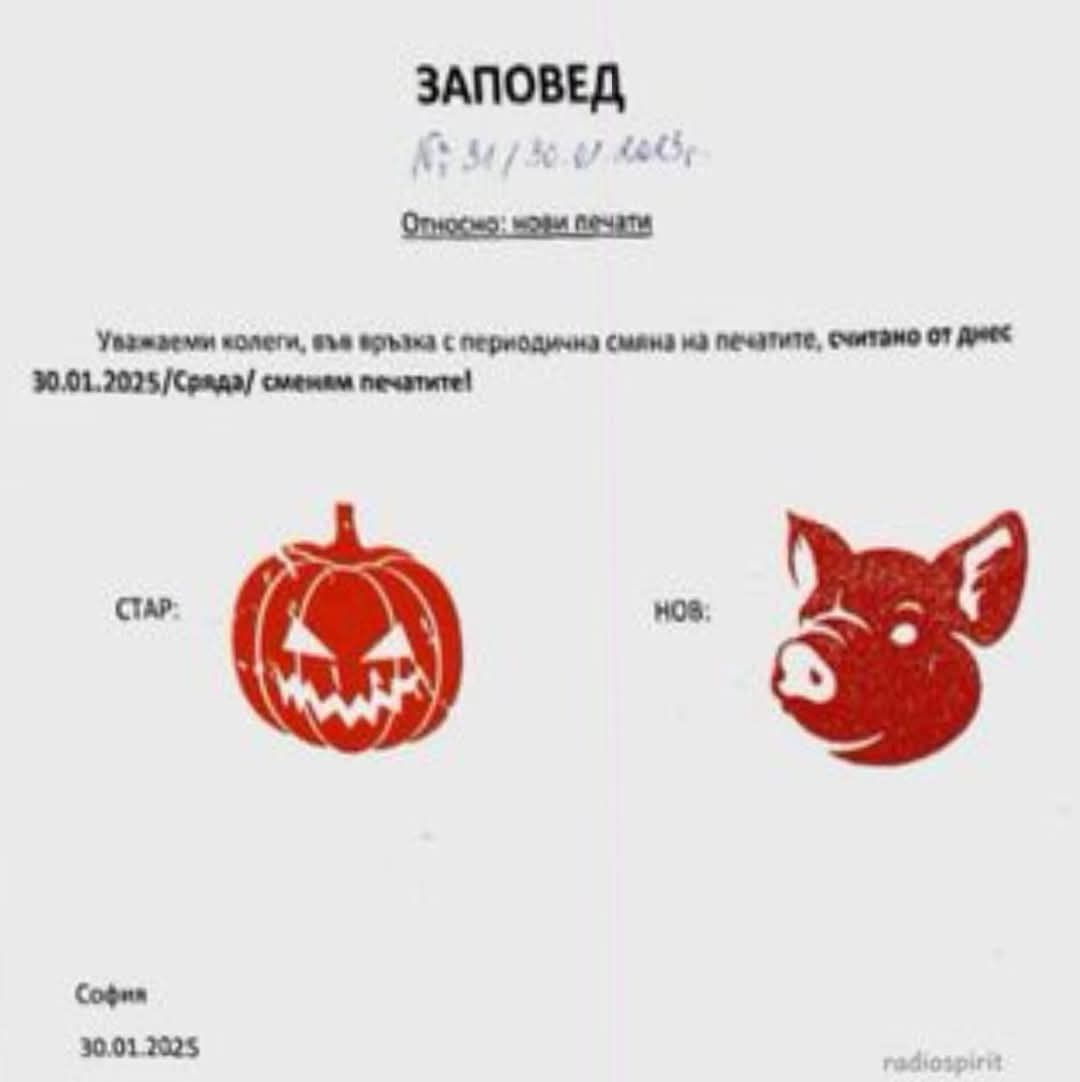 ЗАПОВЕД
№ 31/30.01.2025г.
Относно: нови печати
Уважаеми колеги, във връзка с периодична смяна на печатите, считано от днес
30.01.2025/Сряда/ сменям печатите!
СТАР:
НОВ:
София
30.01.2025
radiospirit